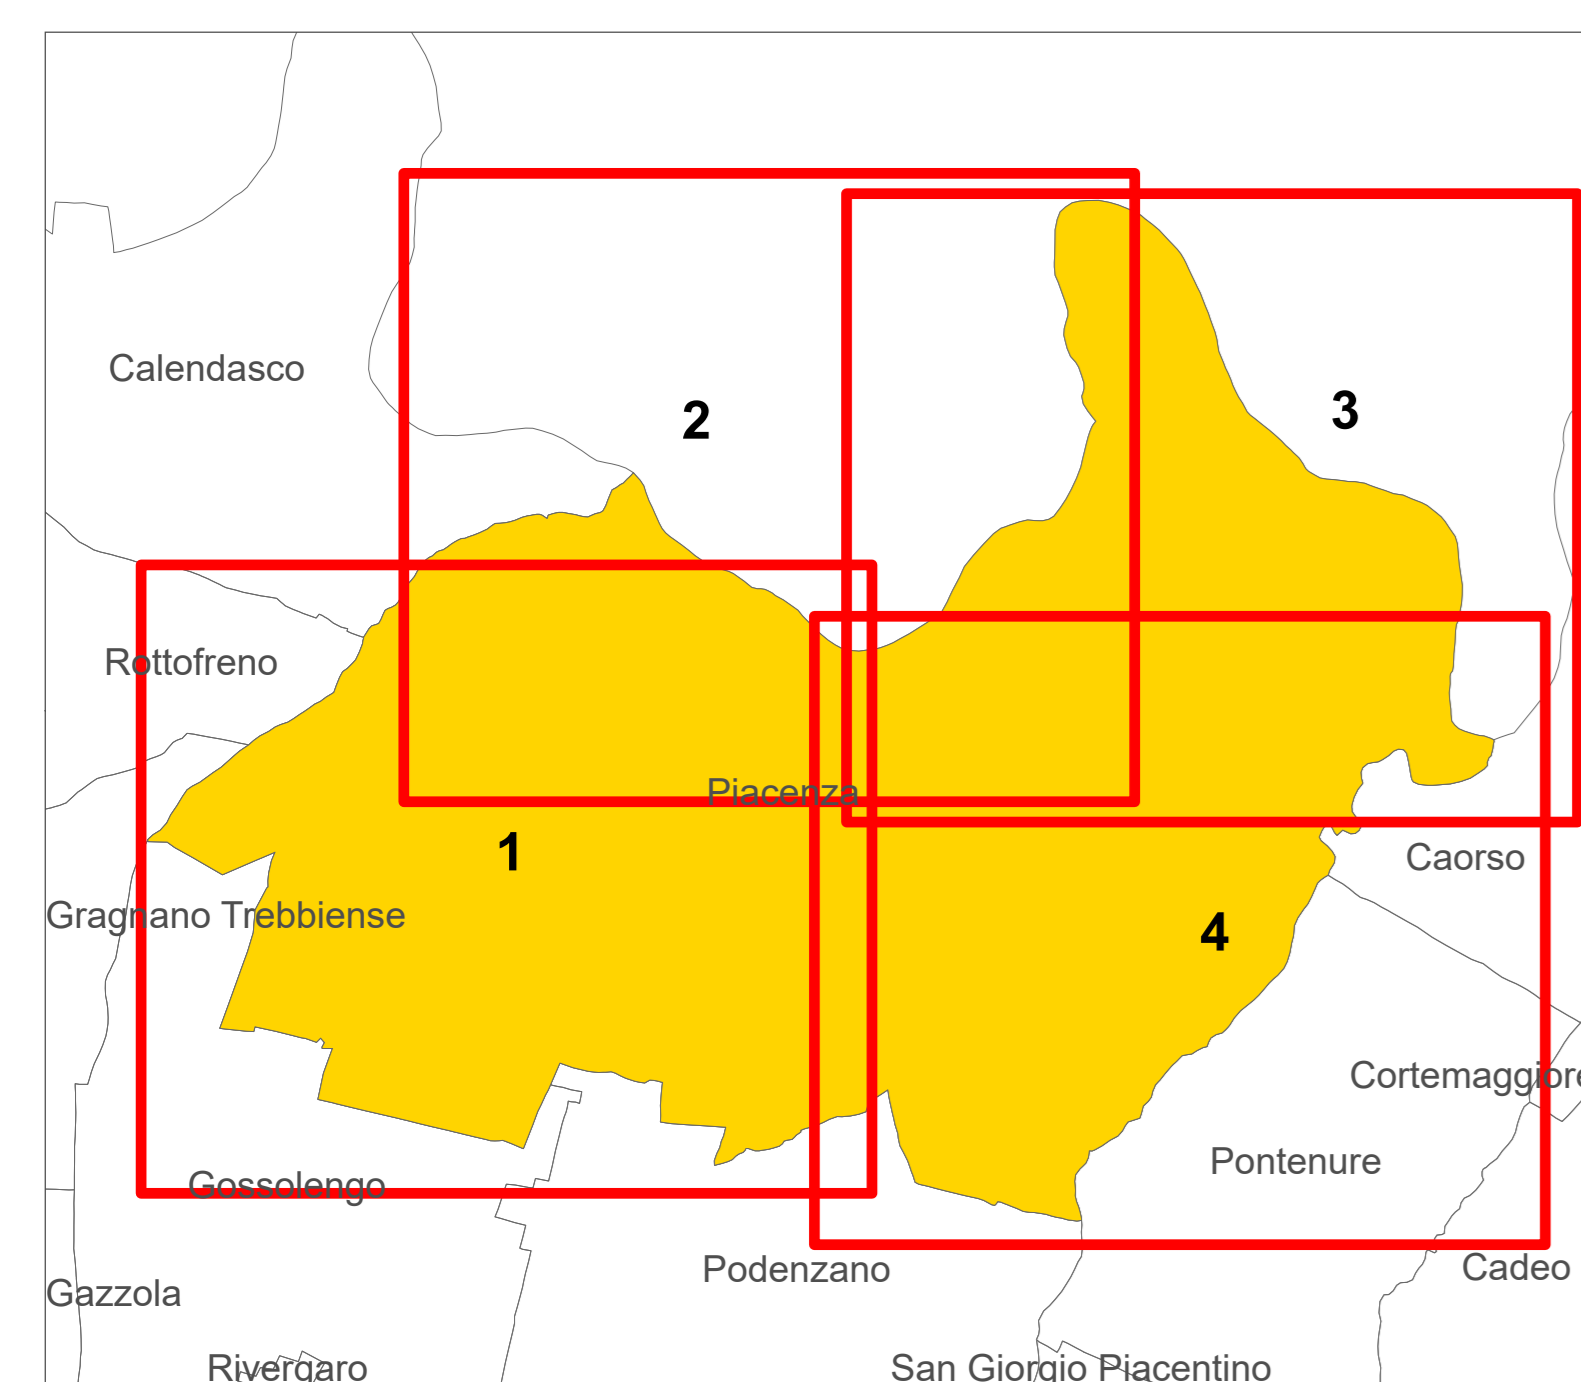 Calendasco
2
3
Rottofreno
Piacenza
1
Caorso
Gragnano Trebbiense
4
Cortemaggiore
Pontenure
Gossolengo
Podenzano
Cadeo
Gazzola
Rivergaro
San Giorgio Piacentino